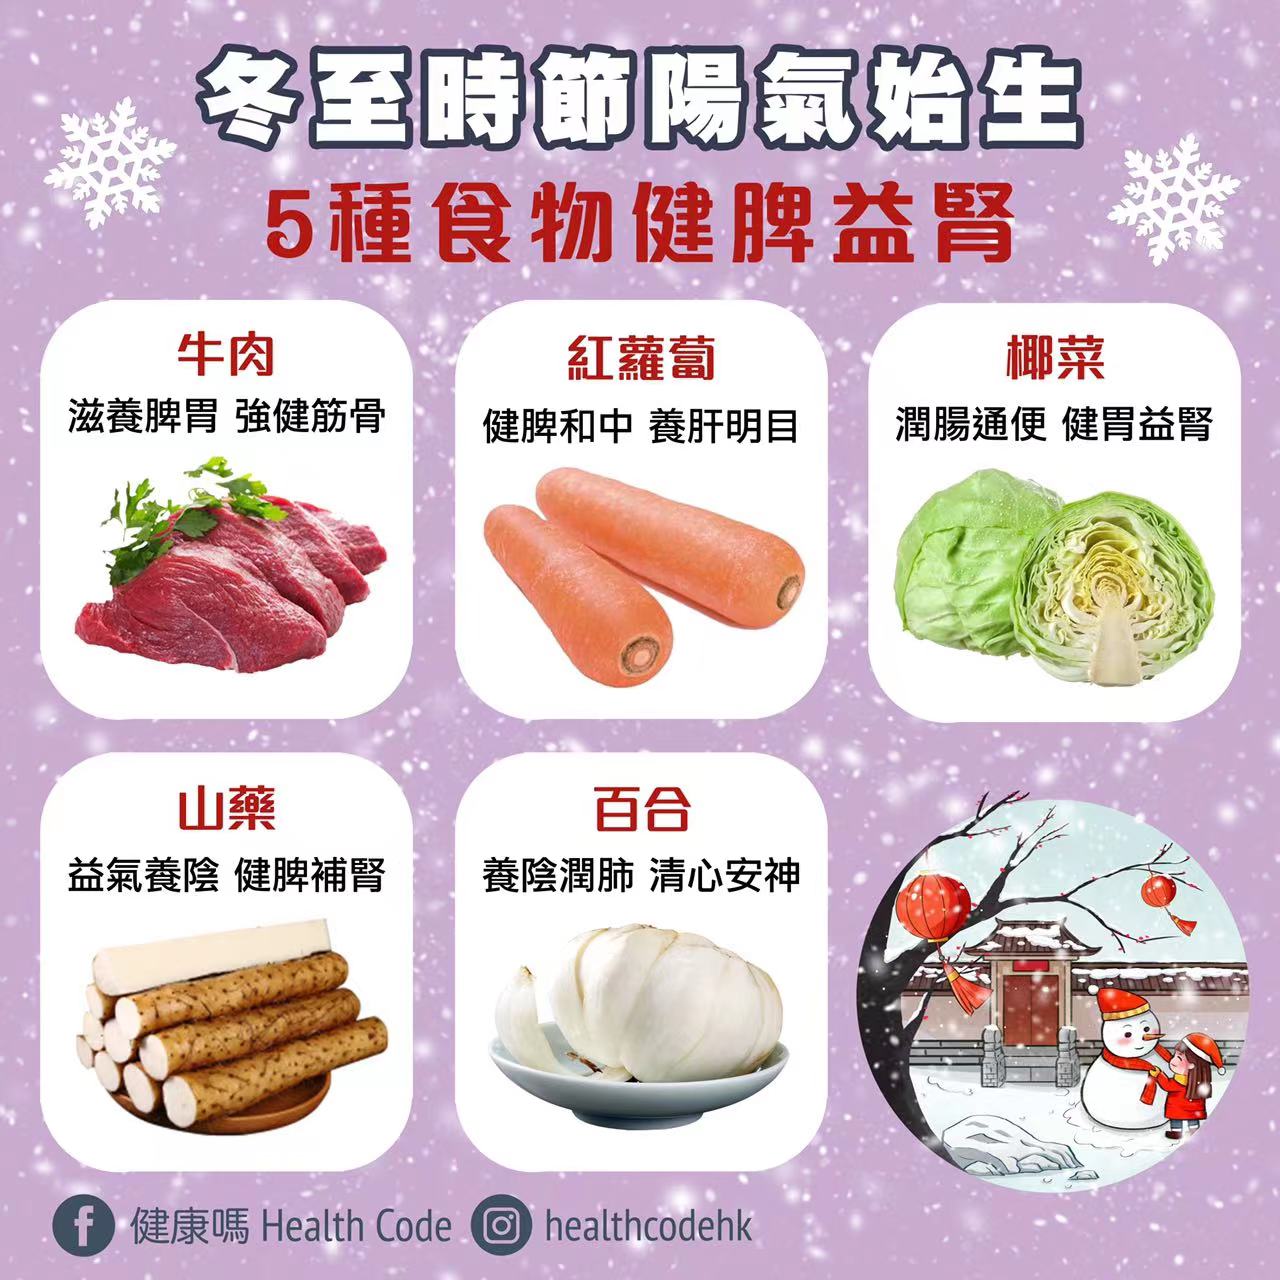 冬至時節陽氣始生
5種食物健脾益腎
牛肉
滋養脾胃 強健筋骨
紅蘿蔔
健脾和中 養肝明目
椰菜
潤腸通便 健胃益腎
山藥
益氣養陰 健脾補腎
百合
養陰潤肺 清心安神
健康嗎 Health Code
healthcodehk